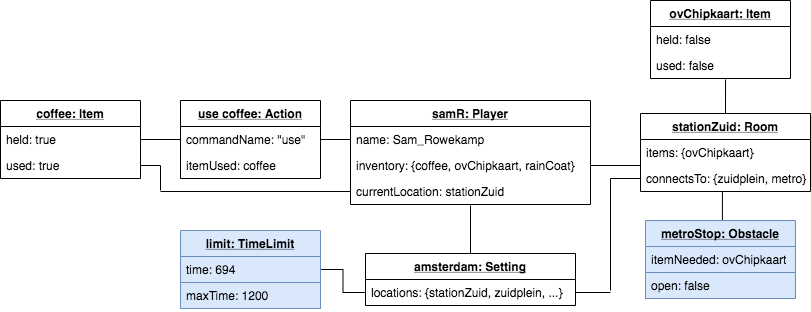 ovChipkaart: Item
held: false
used: false
coffee: Item
held: true
used: true
use coffee: Action
commandName: "use"
itemUsed: coffee
samR: Player
name: Sam_Rowekamp
inventory: {coffee, ovChipkaart, rainCoat}
currentLocation: stationZuid
stationZuid: Room
items: {ovChipkaart}
connectsTo: {zuidplein, metro}
limit: TimeLimit
time: 694
maxTime: 1200
amsterdam: Setting
locations: {stationZuid, zuidplein, ...}
metroStop: Obstacle
itemNeeded: ovChipkaart
open: false